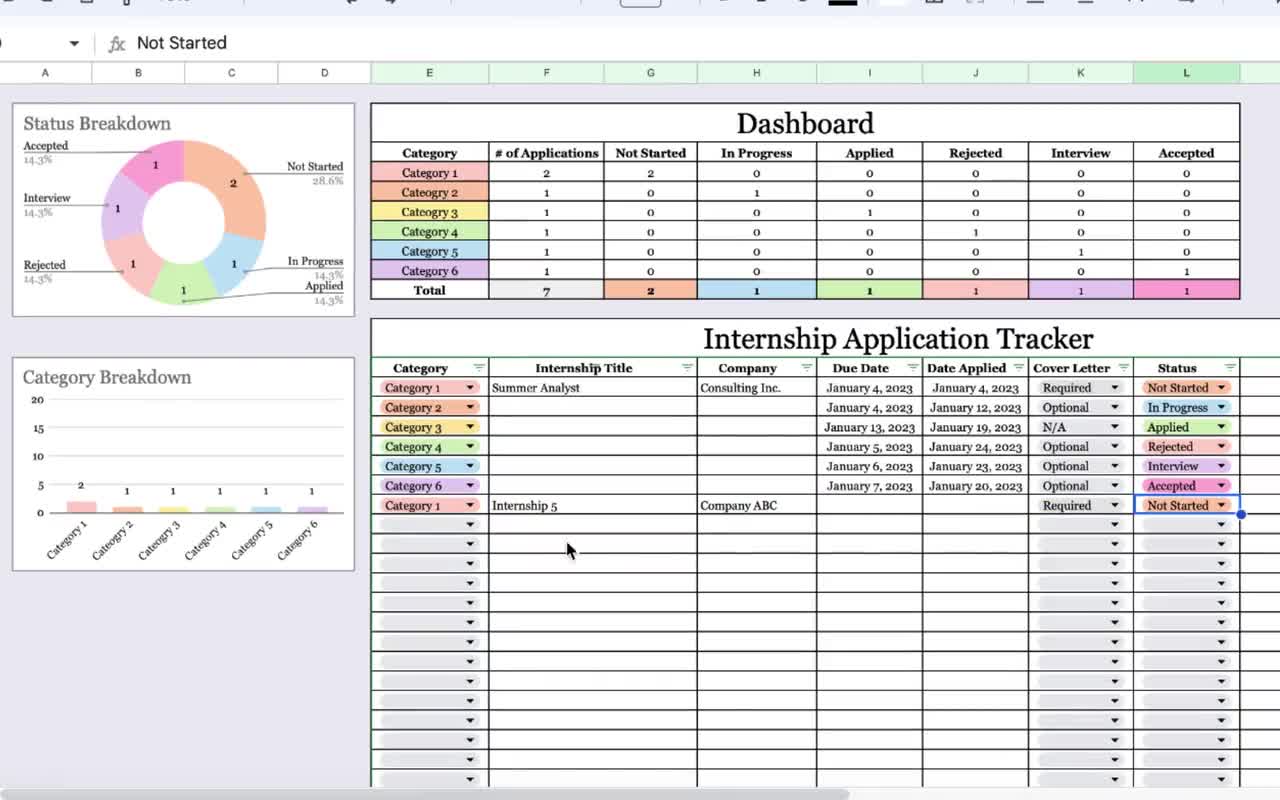 fx Not Started
A B C D E F G H I J K L
Status Breakdown
Accepted
14.3%
Interview
14.3%
Rejected
14.3%
Not Started
28.6%
In Progress
14.3%
Applied
14.3%
1
2
1
1
1
1
Dashboard
Category # of Applications Not Started In Progress Applied Rejected Interview Accepted
Category 1 2 2 0 0 0 0 0
Cateogry 2 1 0 1 0 0 0 0
Cateogry 3 1 0 0 1 0 0 0
Category 4 1 0 0 0 1 0 0
Category 5 1 0 0 0 0 1 0
Category 6 1 0 0 0 0 0 1
Total 7 2 1 1 1 1 1
Category Breakdown
20
15
10
5
0
2 1 1 1 1 1
Category 1 Cateogry 2 Cateogry 3 Category 4 Category 5 Category 6
Internship Application Tracker
Category Internship Title Company Due Date Date Applied Cover Letter Status
Category 1 Summer Analyst Consulting Inc. January 4, 2023 January 4, 2023 Required Not Started
Category 2 January 4, 2023 January 12, 2023 Optional In Progress
Category 3 January 13, 2023 January 19, 2023 N/A Applied
Category 4 January 5, 2023 January 24, 2023 Optional Rejected
Category 5 January 6, 2023 January 23, 2023 Optional Interview
Category 6 January 7, 2023 January 20, 2023 Optional Accepted
Category 1 Internship 5 Company ABC Required Not Started